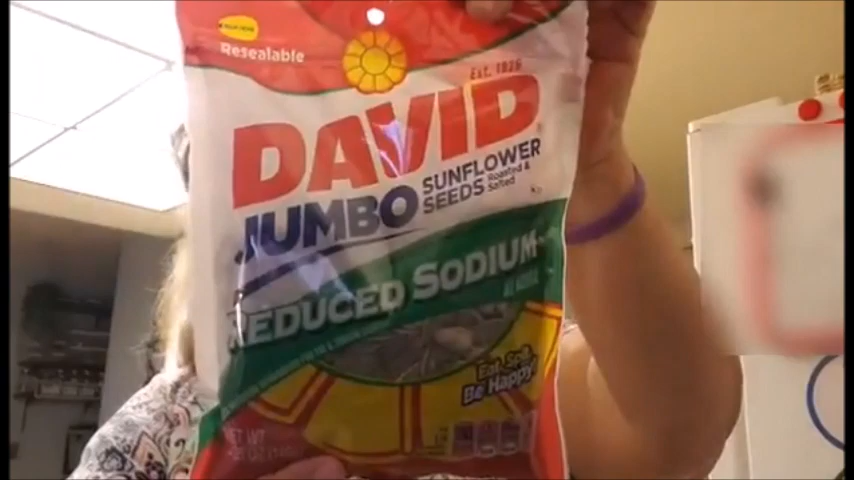 Resealable
Est. 1926
DAVID
JUMBO SUNFLOWER SEEDS Roasted & Salted
REDUCED SODIUM
Eat. Spit.
Be Happy!
NET WT